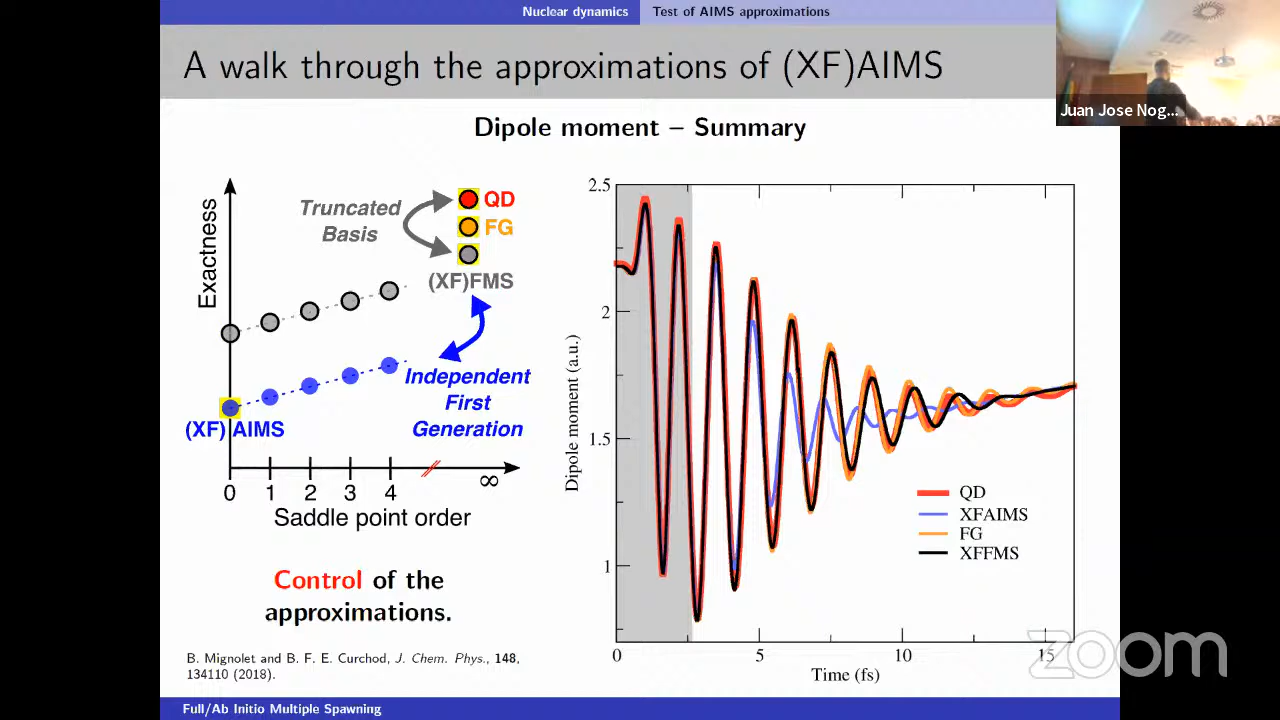 Nuclear dynamics
Test of AIMS approximations
A walk through the approximations of (XF)AIMS
Juan Jose Nog...
Dipole moment – Summary
Exactness
Truncated
Basis
QD
FG
(XF)FMS
Independent
First
Generation
(XF) AIMS
0 1 2 3 4 ∞
Saddle point order
Control of the
approximations.
B. Mignolet and B. F. E. Curchod, J. Chem. Phys., 148,
134110 (2018).
Dipole moment (a.u.)
2.5
2
1.5
1
QD
XFAIMS
FG
XFFMS
0 5 10 15
Time (fs)
zoom
Full/Ab Initio Multiple Spawning